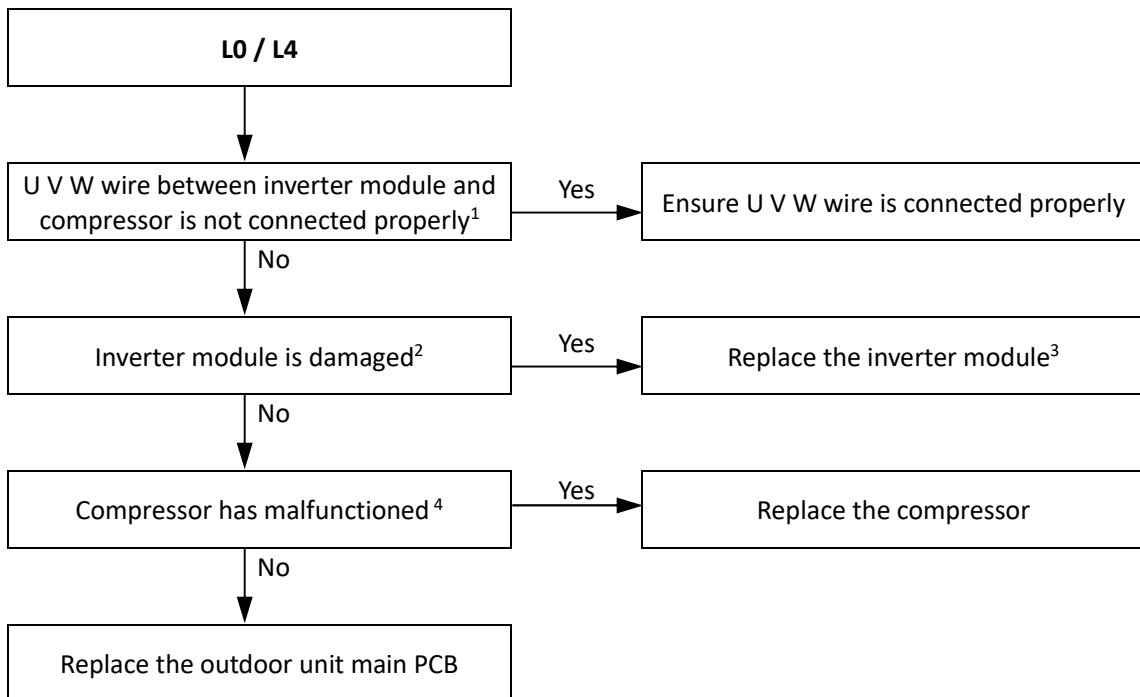 L0 / L4
U V W wire between inverter module and
compressor is not connected properly1
Yes
Ensure U V W wire is connected properly
No
Inverter module is damaged2
Yes
Replace the inverter module3
No
Compressor has malfunctioned 4
Yes
Replace the compressor
No
Replace the outdoor unit main PCB